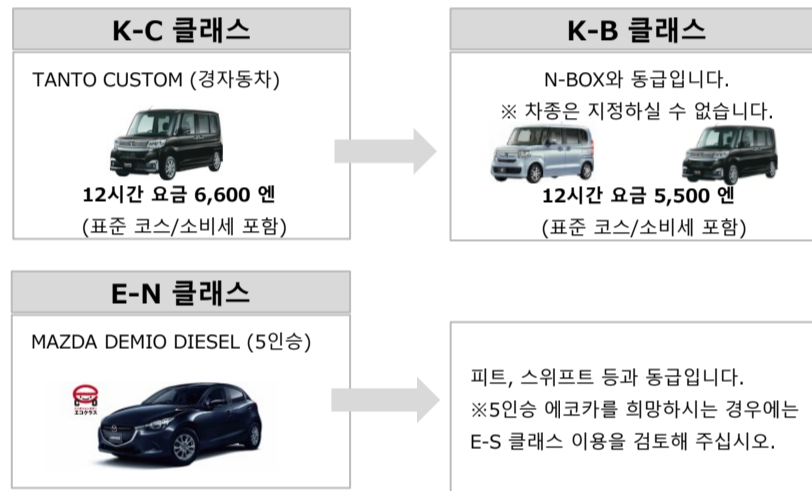 K-C 클래스
TANTO CUSTOM (경자동차)
12시간 요금 6,600 엔
(표준 코스/소비세 포함)
K-B 클래스
N-BOX와 동급입니다.
※ 차종은 지정하실 수 없습니다.
12시간 요금 5,500 엔
(표준 코스/소비세 포함)
E-N 클래스
MAZDA DEMIO DIESEL (5인승)
エコクラス
피트, 스위프트 등과 동급입니다.
※5인승 에코카를 희망하시는 경우에는
E-S 클래스 이용을 검토해 주십시오.